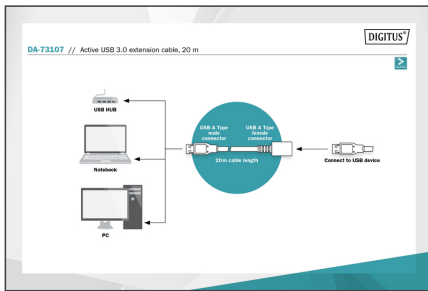 DIGITUS®
DA-73107 // Active USB 3.0 extension cable, 20 m
USB HUB
USB A Type
male
connector
USB A Type
female
connector
20 m cable length
Notebook
Connect to USB device
PC